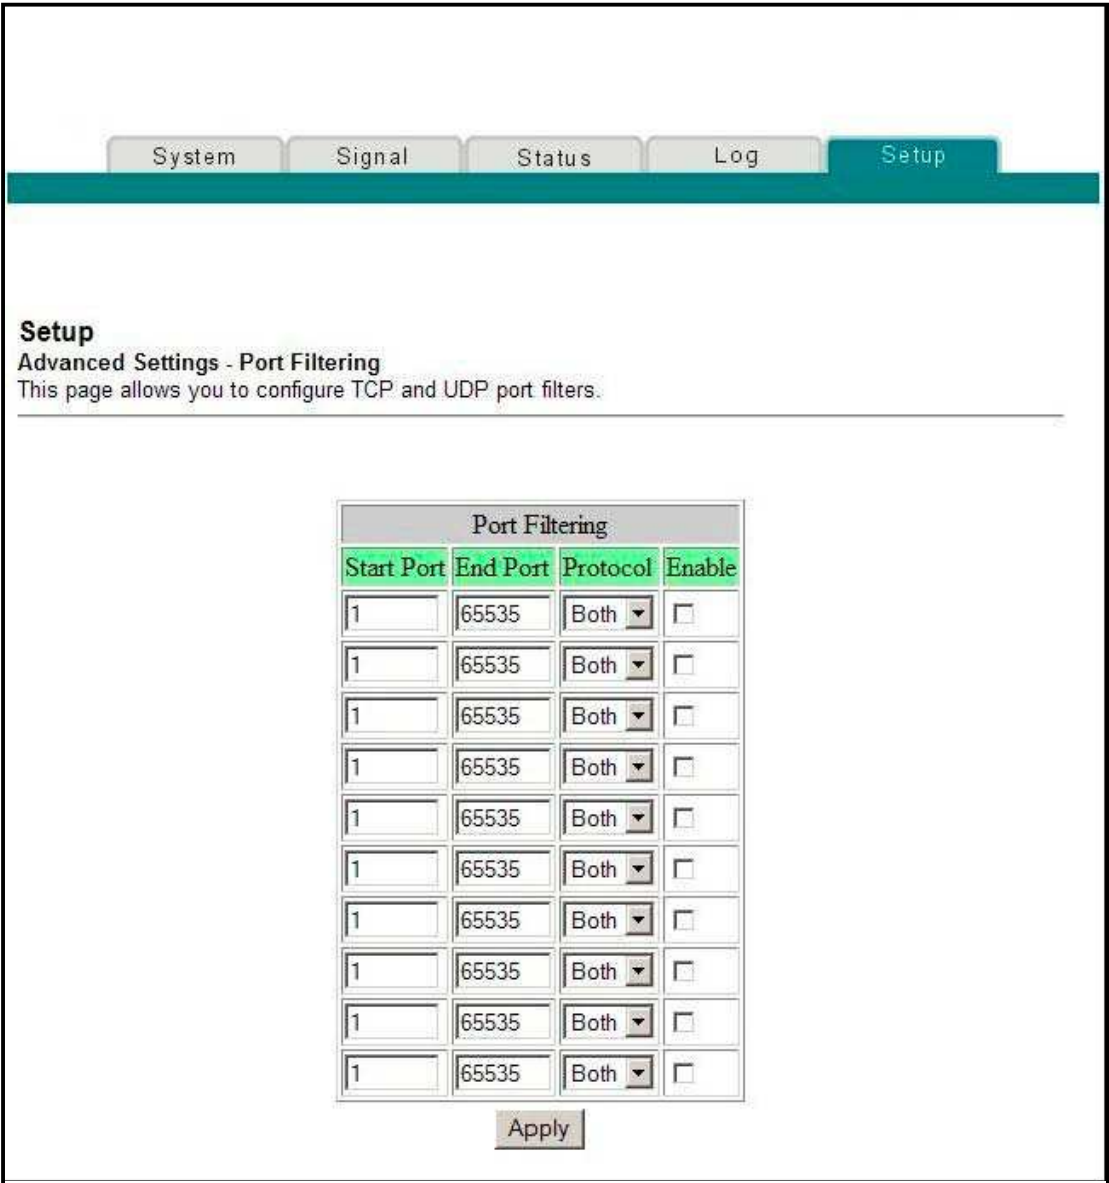 System Signal Status Log Setup
Setup
Advanced Settings - Port Filtering
This page allows you to configure TCP and UDP port filters.
Port Filtering
Start Port End Port Protocol Enable
1 65535 Both
1 65535 Both
1 65535 Both
1 65535 Both
1 65535 Both
1 65535 Both
1 65535 Both
1 65535 Both
1 65535 Both
1 65535 Both
Apply